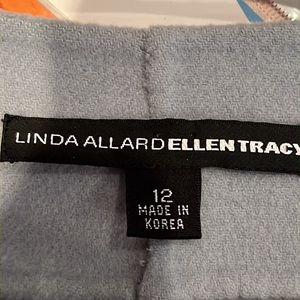 LINDA ALLARD ELLEN TRACY
12
MADE IN
KOREA